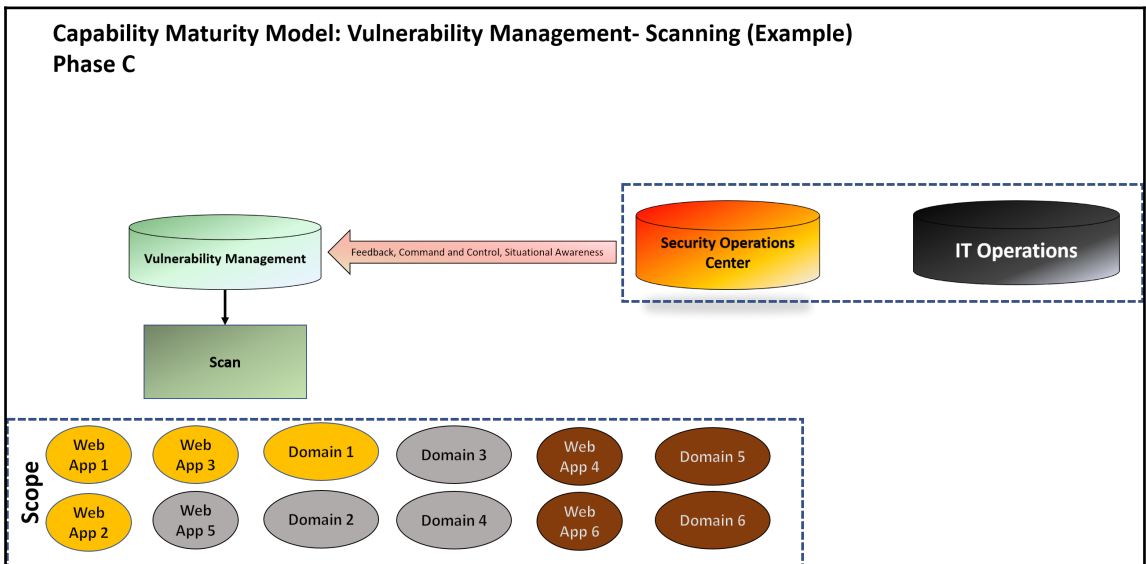 Capability Maturity Model: Vulnerability Management- Scanning (Example)
Phase C
Vulnerability Management
Feedback, Command and Control, Situational Awareness
Security Operations
Center
IT Operations
Scan
Scope
Web
App 1
Web
App 3
Domain 1
Domain 3
Web
App 4
Domain 5
Web
App 2
Web
App 5
Domain 2
Domain 4
Web
App 6
Domain 6